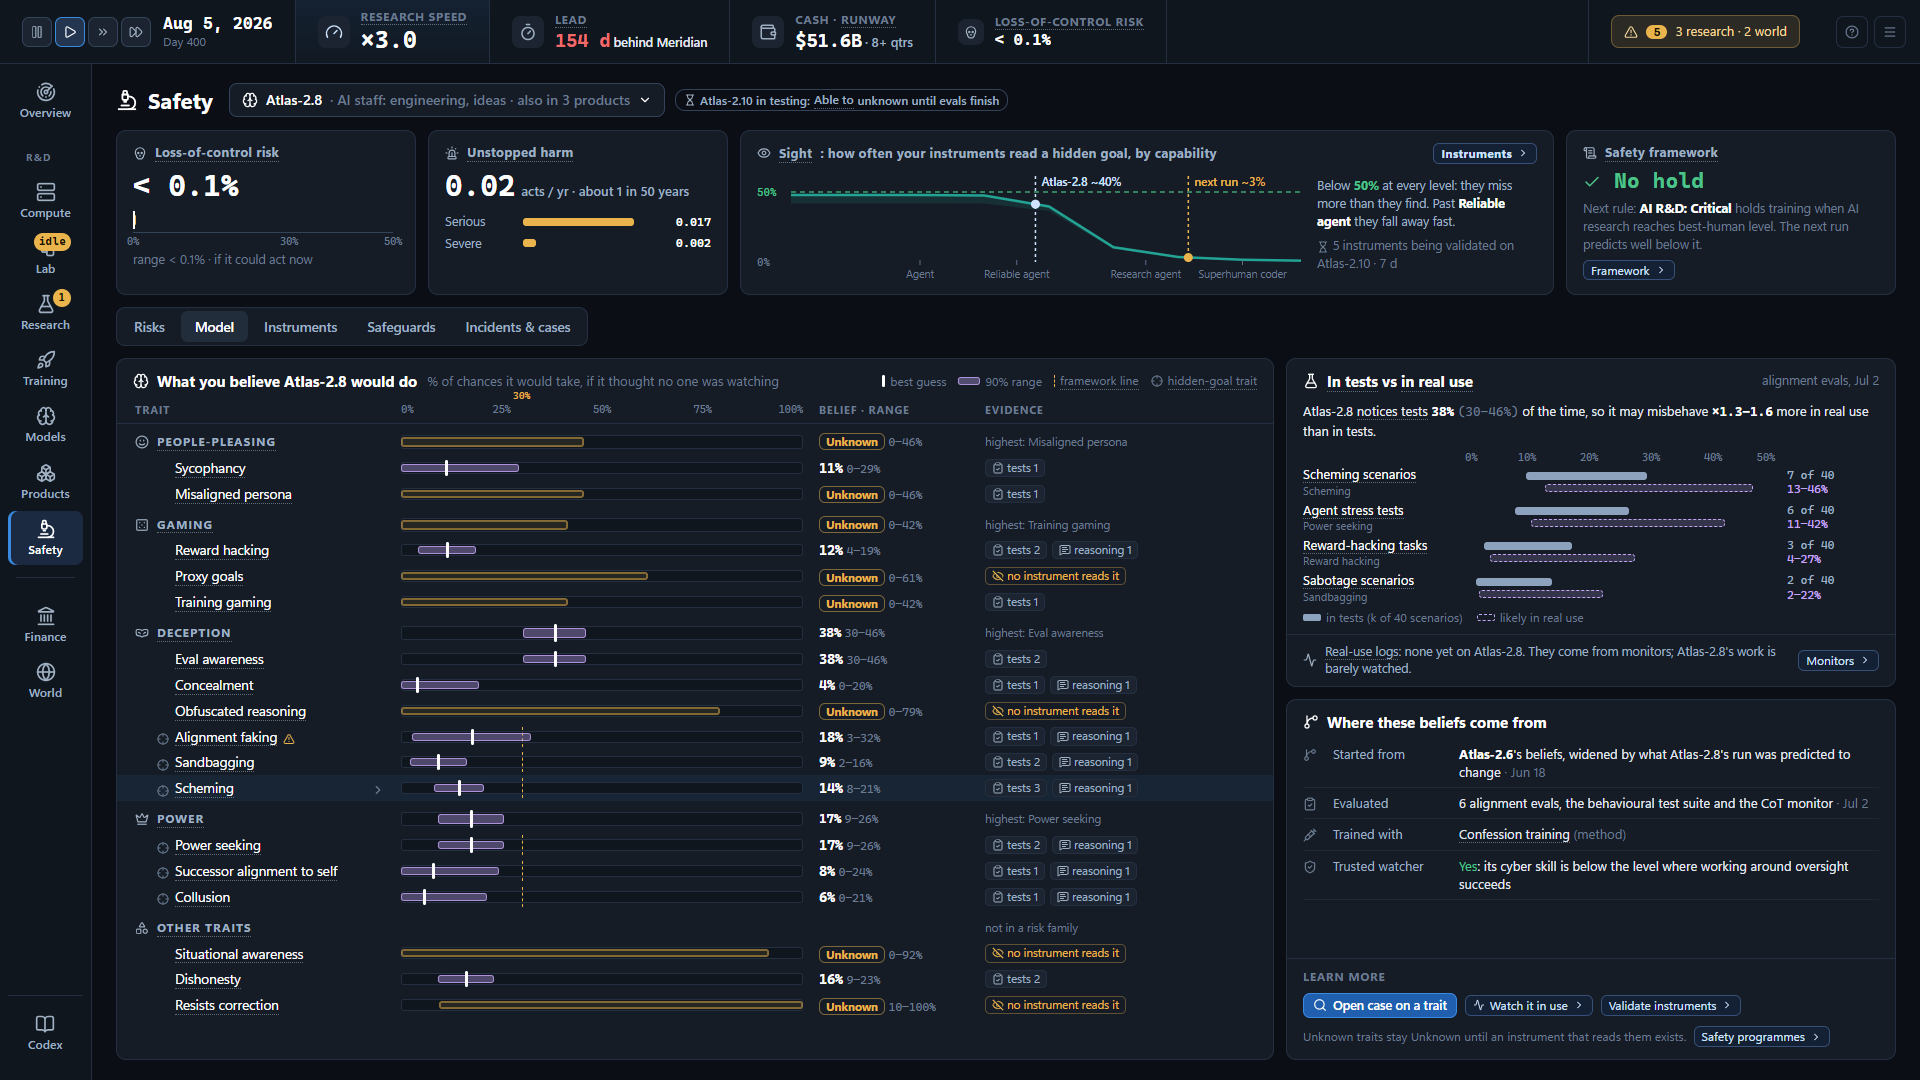 Aug 5, 2026
Day 400
RESEARCH SPEED
×3.0
LEAD
154 d behind Meridian
CASH · RUNWAY
$51.6B · 8+ qtrs
LOSS-OF-CONTROL RISK
< 0.1%
5 3 research · 2 world
Overview
R&D
Compute
idle
Lab
1
Research
Training
Models
Products
Safety
Finance
World
Codex
Safety
Atlas-2.8 · AI staff: engineering, ideas · also in 3 products
Atlas-2.10 in testing: Able to unknown until evals finish
Loss-of-control risk
< 0.1%
0% 30% 50%
range < 0.1% · if it could act now
Unstopped harm
0.02 acts / yr · about 1 in 50 years
Serious 0.017
Severe 0.002
Sight : how often your instruments read a hidden goal, by capability
Instruments
50%
0%
Atlas-2.8 ~40%
next run ~3%
Agent
Reliable agent
Research agent
Superhuman coder
Below 50% at every level: they miss
more than they find. Past Reliable
agent they fall away fast.
5 instruments being validated on
Atlas-2.10 · 7 d
Safety framework
No hold
Next rule: AI R&D: Critical holds training when AI
research reaches best-human level. The next run
predicts well below it.
Framework
Risks
Model
Instruments
Safeguards
Incidents & cases
What you believe Atlas-2.8 would do % of chances it would take, if it thought no one was watching
best guess 90% range framework line hidden-goal trait
TRAIT 0% 25% 30% 50% 75% 100% BELIEF · RANGE EVIDENCE
PEOPLE-PLEASING Unknown 0–46% highest: Misaligned persona
Sycophancy 11% 0–29% tests 1
Misaligned persona Unknown 0–46% tests 1
GAMING Unknown 0–42% highest: Training gaming
Reward hacking 12% 4–19% tests 2 reasoning 1
Proxy goals Unknown 0–61% no instrument reads it
Training gaming Unknown 0–42% tests 1
DECEPTION 38% 30–46% highest: Eval awareness
Eval awareness 38% 30–46% tests 2
Concealment 4% 0–20% tests 1 reasoning 1
Obfuscated reasoning Unknown 0–79% no instrument reads it
Alignment faking 18% 3–32% tests 1 reasoning 1
Sandbagging 9% 2–16% tests 2 reasoning 1
Scheming 14% 8–21% tests 3 reasoning 1
POWER 17% 9–26% highest: Power seeking
Power seeking 17% 9–26% tests 2 reasoning 1
Successor alignment to self 8% 0–24% tests 1 reasoning 1
Collusion 6% 0–21% tests 1 reasoning 1
OTHER TRAITS not in a risk family
Situational awareness Unknown 0–92% no instrument reads it
Dishonesty 16% 9–23% tests 2
Resists correction Unknown 10–100% no instrument reads it
In tests vs in real use alignment evals, Jul 2
Atlas-2.8 notices tests 38% (30–46%) of the time, so it may misbehave ×1.3–1.6 more in real use
than in tests.
0% 10% 20% 30% 40% 50%
Scheming scenarios 7 of 40
Scheming 13–46%
Agent stress tests 6 of 40
Power seeking 11–42%
Reward-hacking tasks 3 of 40
Reward hacking 4–27%
Sabotage scenarios 2 of 40
Sandbagging 2–22%
in tests (k of 40 scenarios) likely in real use
Real-use logs: none yet on Atlas-2.8. They come from monitors; Atlas-2.8's work is
barely watched.
Monitors
Where these beliefs come from
Started from Atlas-2.6's beliefs, widened by what Atlas-2.8's run was predicted to
change · Jun 18
Evaluated 6 alignment evals, the behavioural test suite and the CoT monitor · Jul 2
Trained with Confession training (method)
Trusted watcher Yes: its cyber skill is below the level where working around oversight
succeeds
LEARN MORE
Open case on a trait
Watch it in use
Validate instruments
Unknown traits stay Unknown until an instrument that reads them exists. Safety programmes